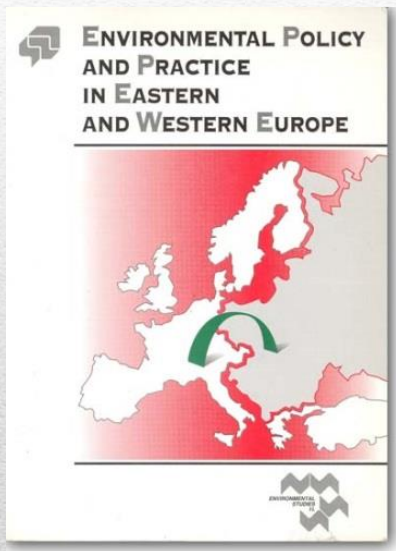 ENVIRONMENTAL POLICY
AND PRACTICE
IN EASTERN
AND WESTERN EUROPE
ENVIRONMENTAL
STUDIES